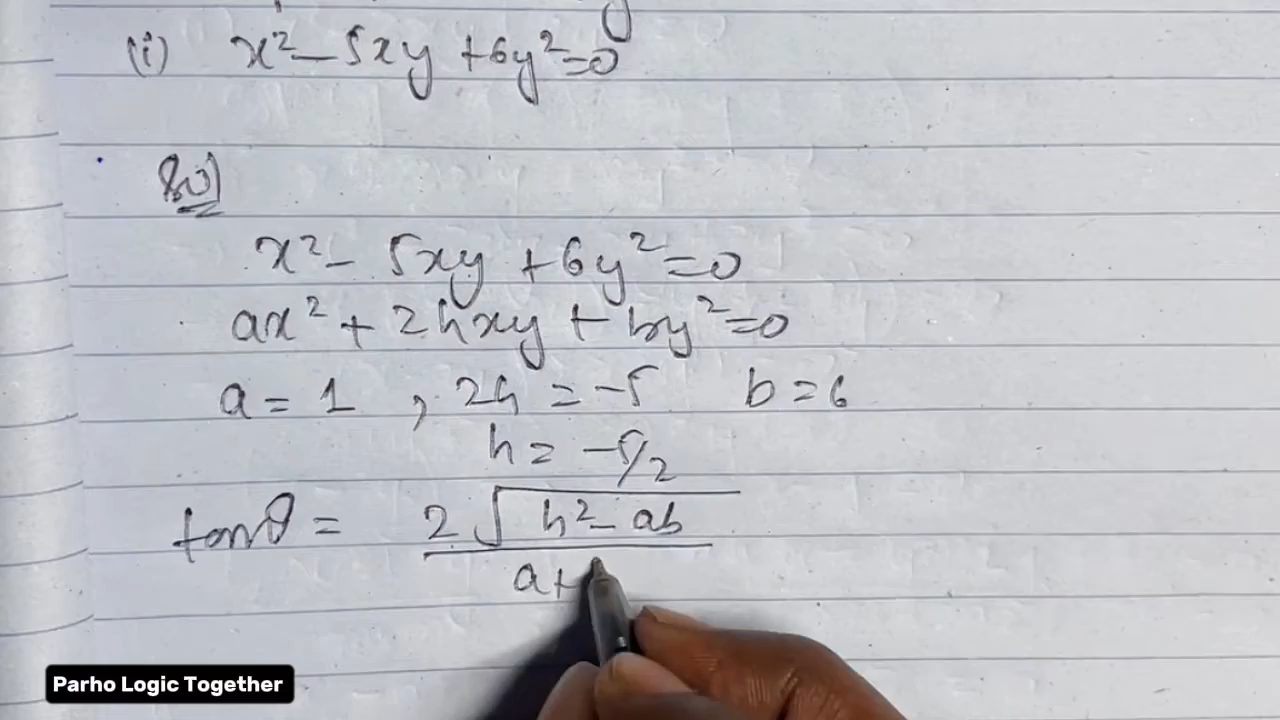 (i) x² - 5xy + 6y² = 0
Sol
x² - 5xy + 6y² = 0
ax² + 2hxy + by² = 0
a = 1 , 2h = -5 b = 6
h = -5/2
tanθ = 2√(h² - ab)
a +
Parho Logic Together